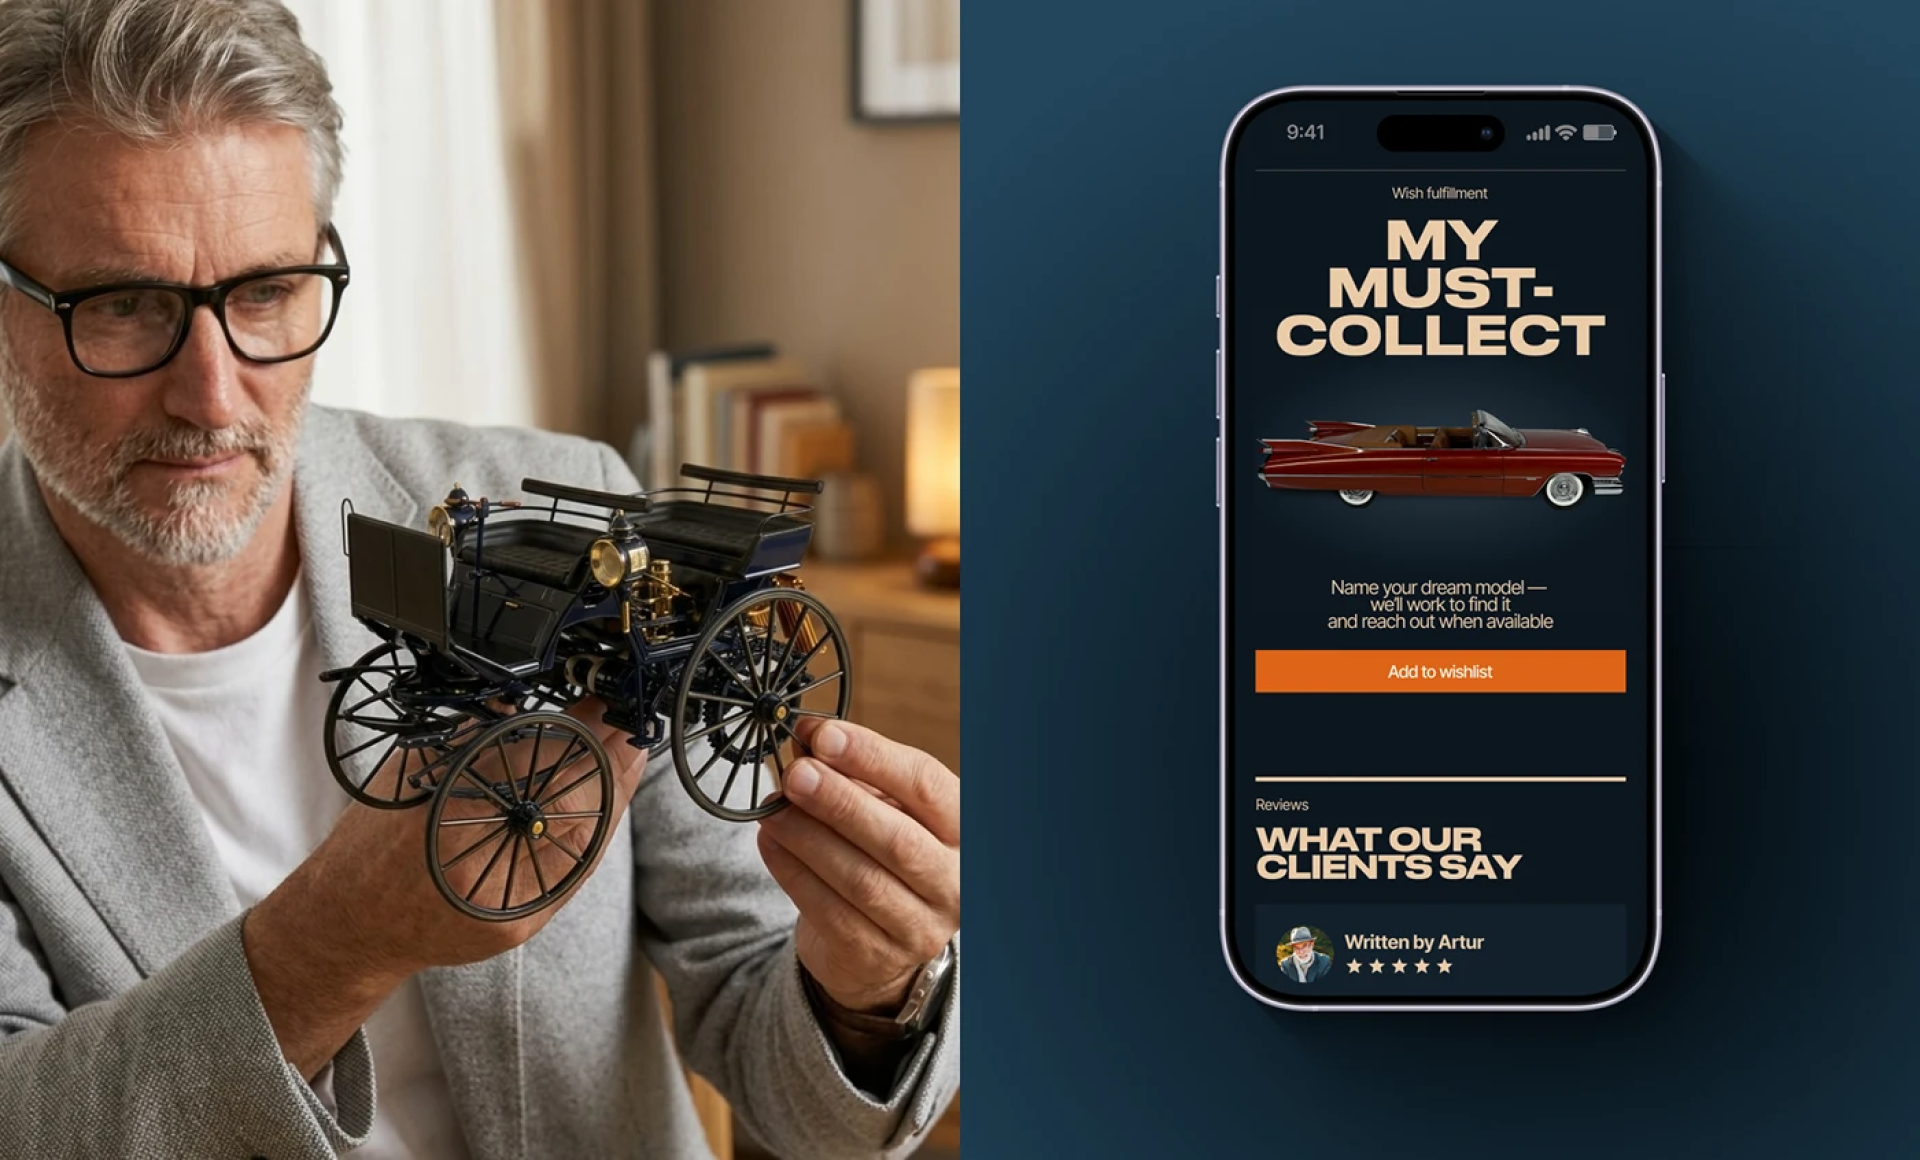 9:41
Wish fulfillment
MY
MUST-
COLLECT
Name your dream model —
we'll work to find it
and reach out when available
Add to wishlist
Reviews
WHAT OUR
CLIENTS SAY
Written by Artur